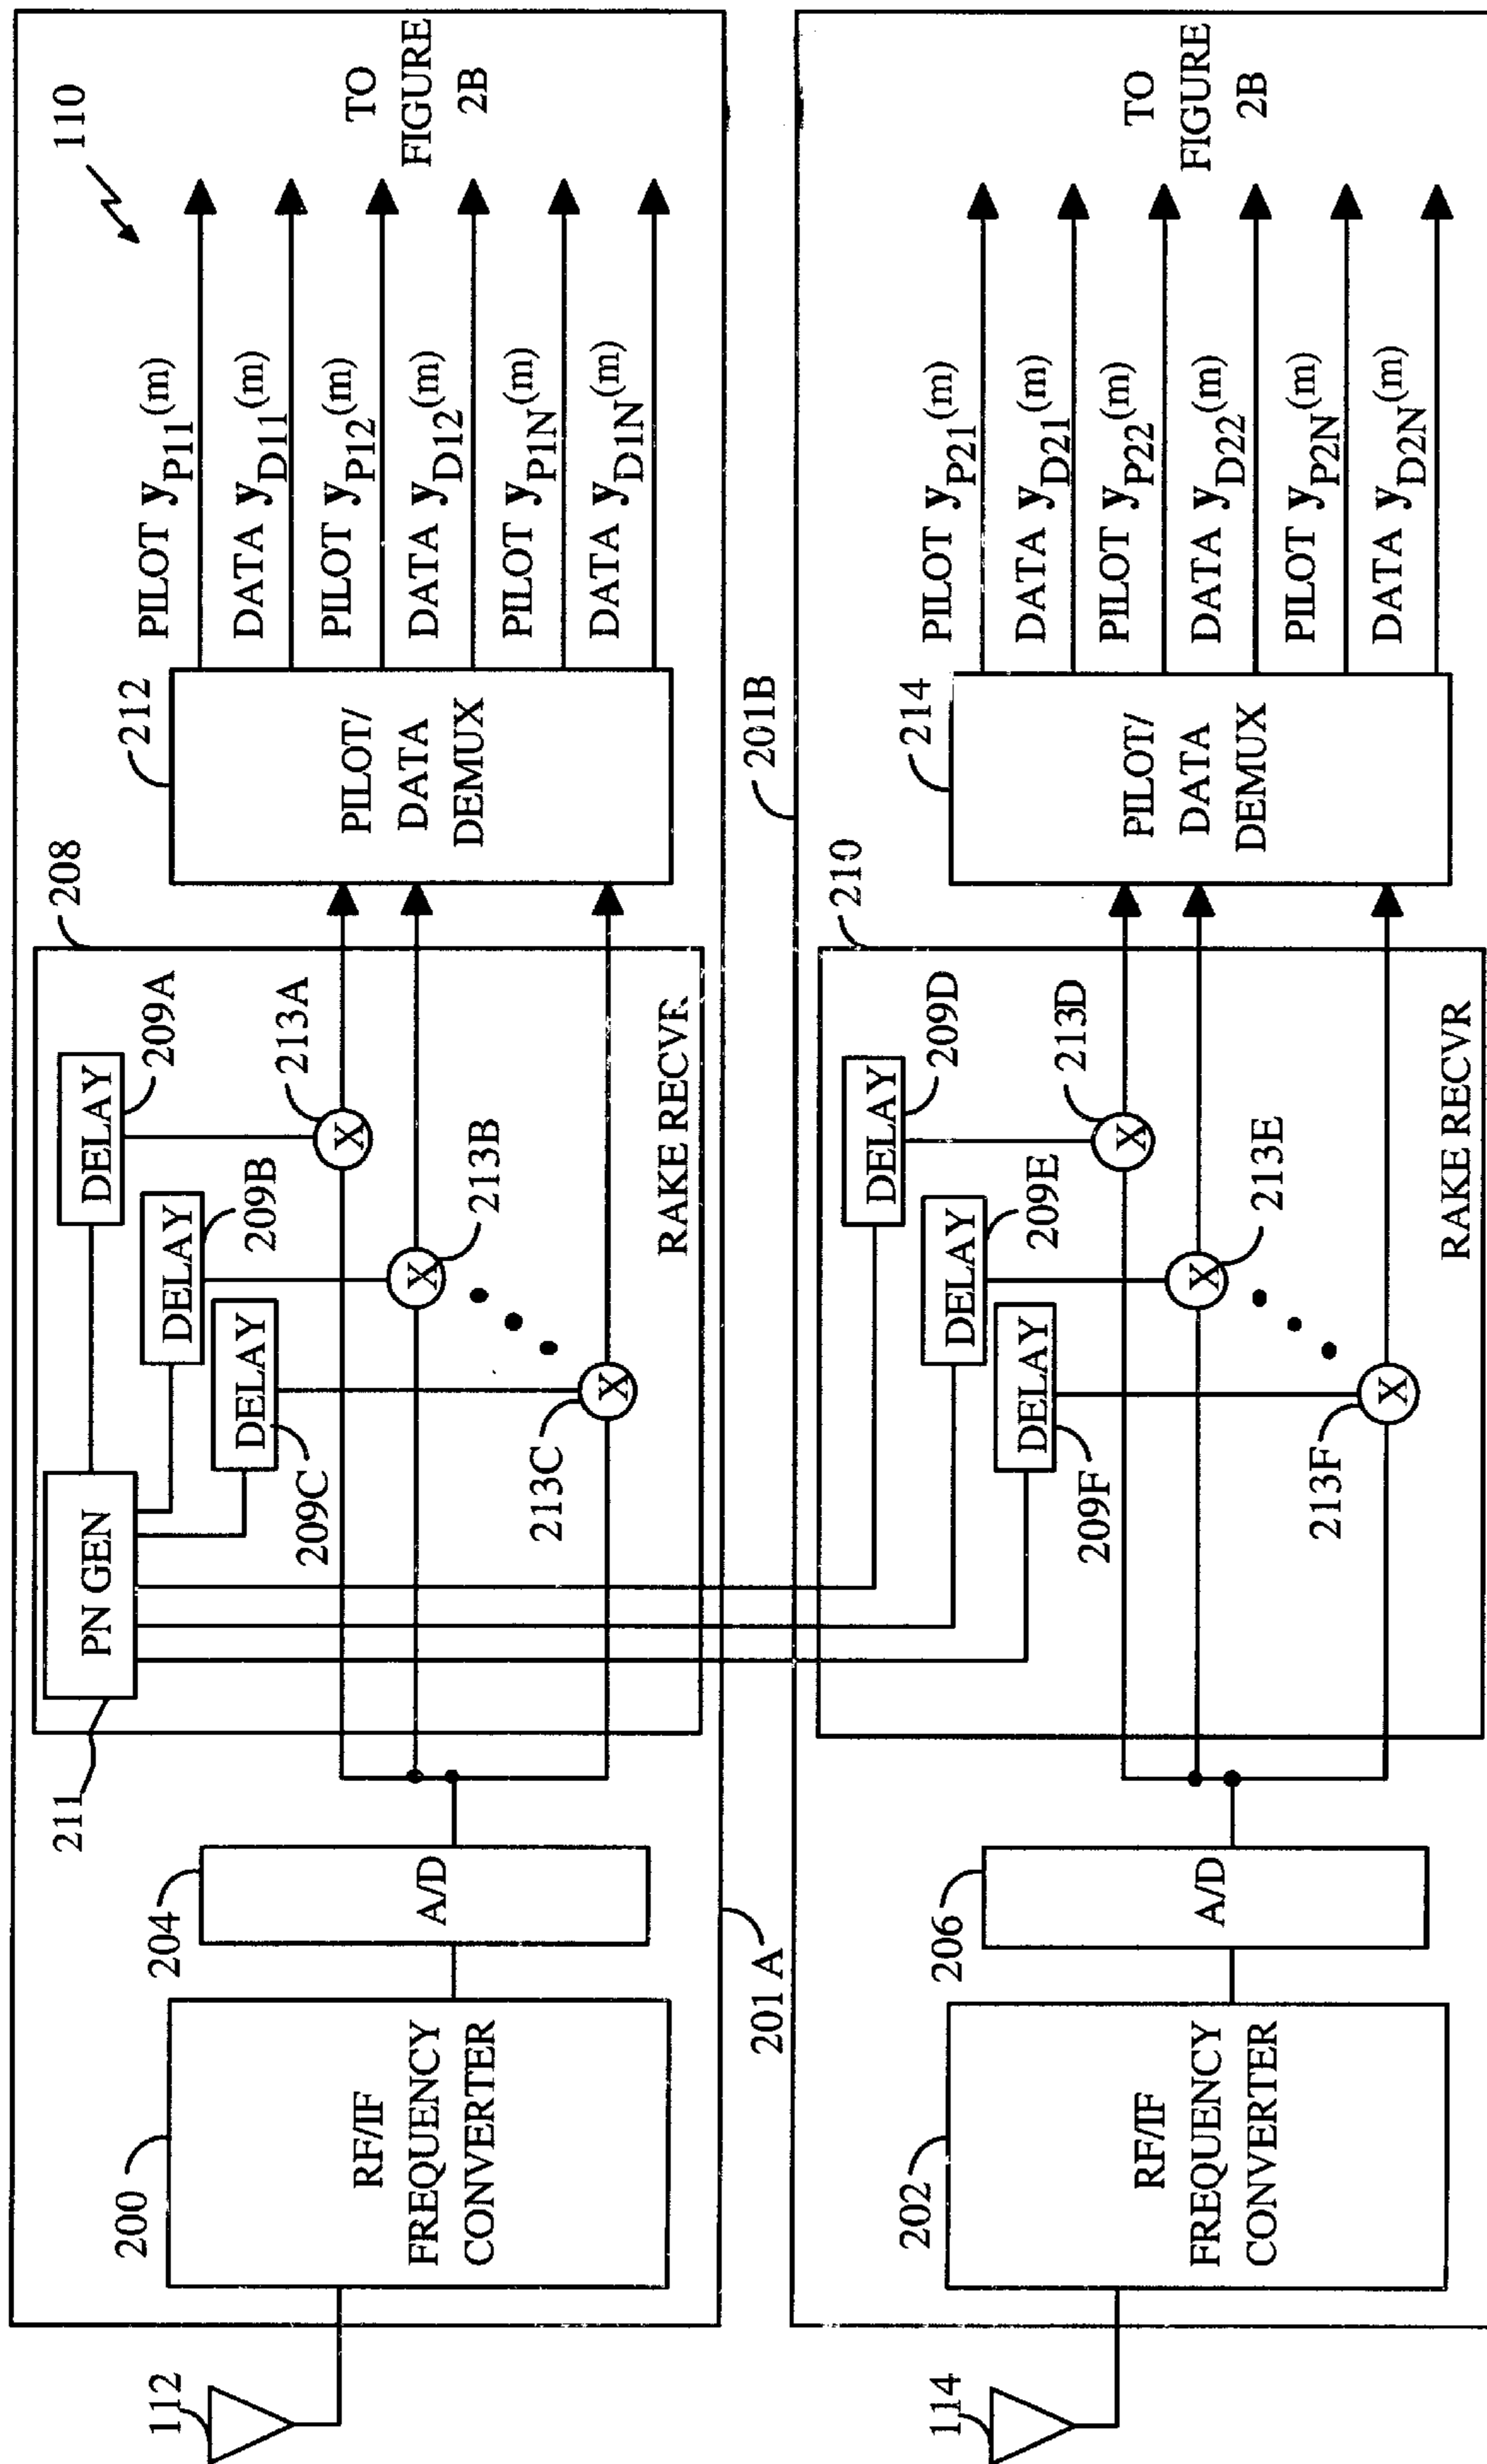 110
112
200
RF/IF
FREQUENCY
CONVERTER
204
A/D
211
PN GEN
DELAY
209A
DELAY
209B
DELAY
209C
X
213A
X
213B
X
213C
RAKE RECVR
208
212
PILOT/
DATA
DEMUX
PILOT yP11(m)
DATA yD11(m)
PILOT yP12(m)
DATA yD12(m)
PILOT yP1N(m)
DATA yD1N(m)
TO
FIGURE
2B
201 A
201B
114
202
RF/IF
FREQUENCY
CONVERTER
206
A/D
DELAY
209D
DELAY
209E
DELAY
209F
X
213D
X
213E
X
213F
RAKE RECVR
210
214
PILOT/
DATA
DEMUX
PILOT yP21(m)
DATA yD21(m)
PILOT yP22(m)
DATA yD22(m)
PILOT yP2N(m)
DATA yD2N(m)
TO
FIGURE
2B